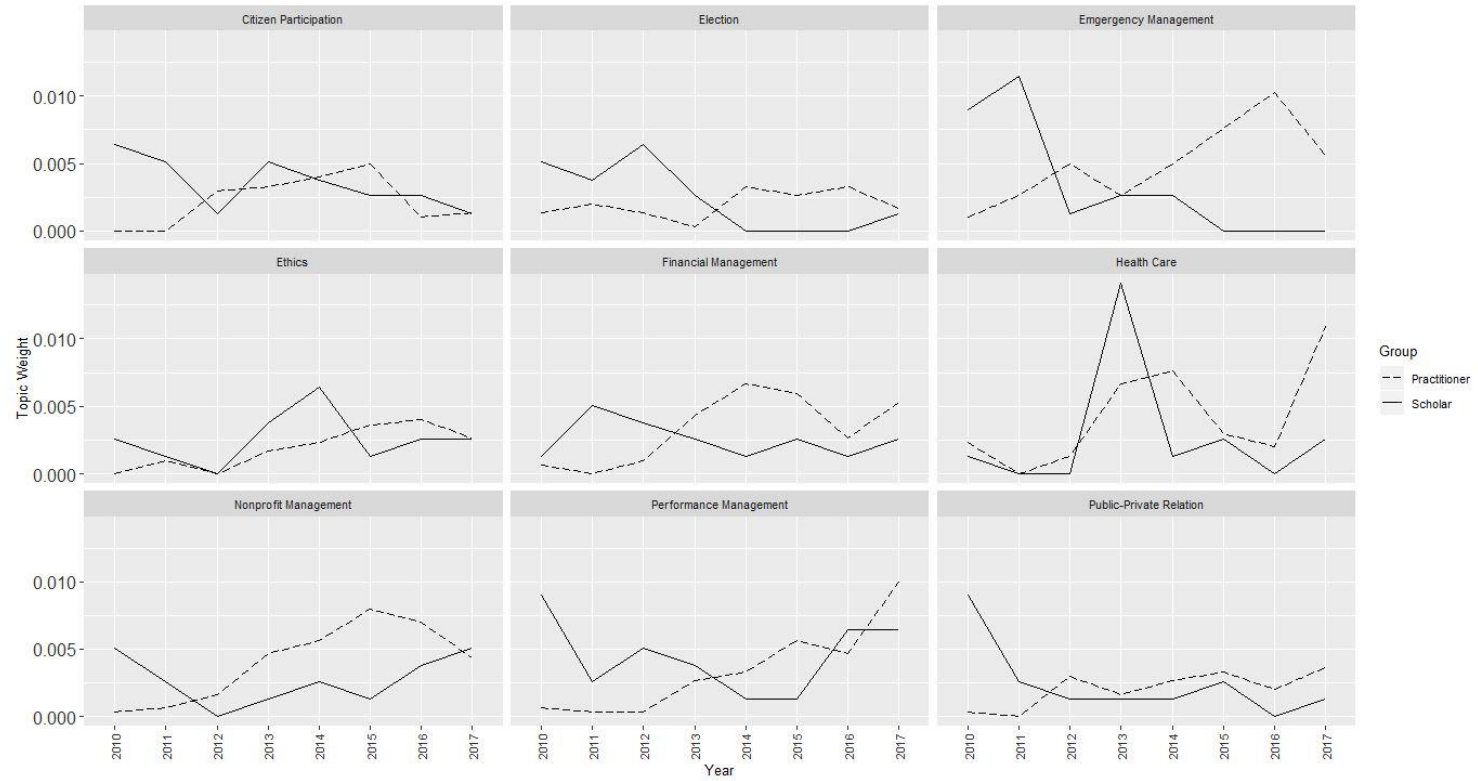 Citizen Participation
Election
Emgergency Management
0.010
0.005
0.000
Ethics
Financial Management
Health Care
0.010
0.005
0.000
Nonprofit Management
Performance Management
Public-Private Relation
0.010
0.005
0.000
2010 2011 2012 2013 2014 2015 2016 2017
2010 2011 2012 2013 2014 2015 2016 2017
2010 2011 2012 2013 2014 2015 2016 2017
Year
Topic Weight
Group
Practitioner
Scholar